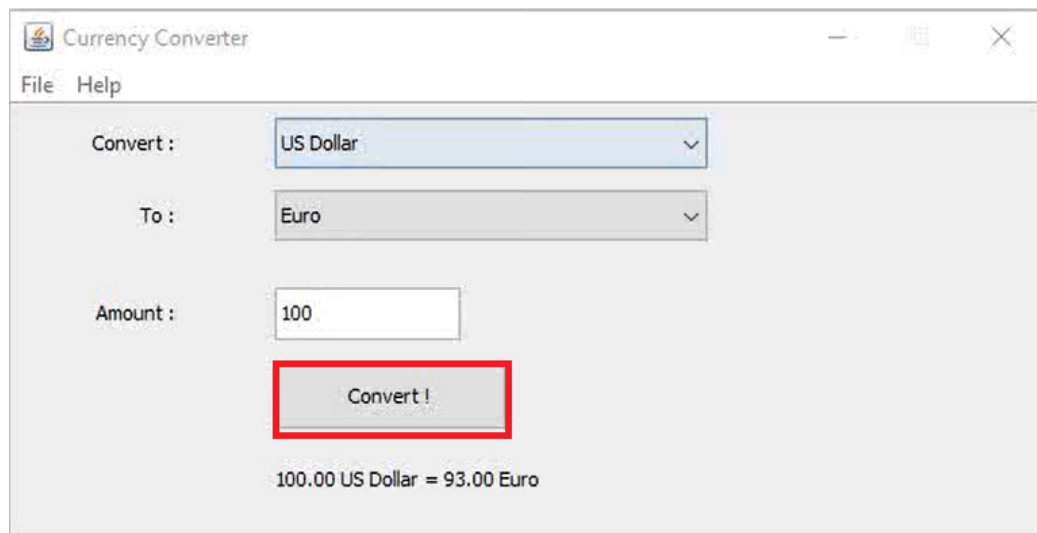 Currency Converter
File Help
Convert : US Dollar
To : Euro
Amount : 100
Convert !
100.00 US Dollar = 93.00 Euro